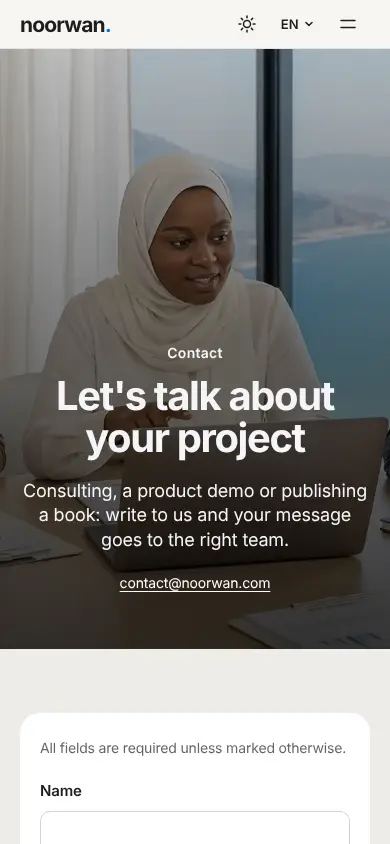 noorwan.
EN
Contact
Let's talk about
your project
Consulting, a product demo or publishing
a book: write to us and your message
goes to the right team.
contact@noorwan.com
All fields are required unless marked otherwise.
Name